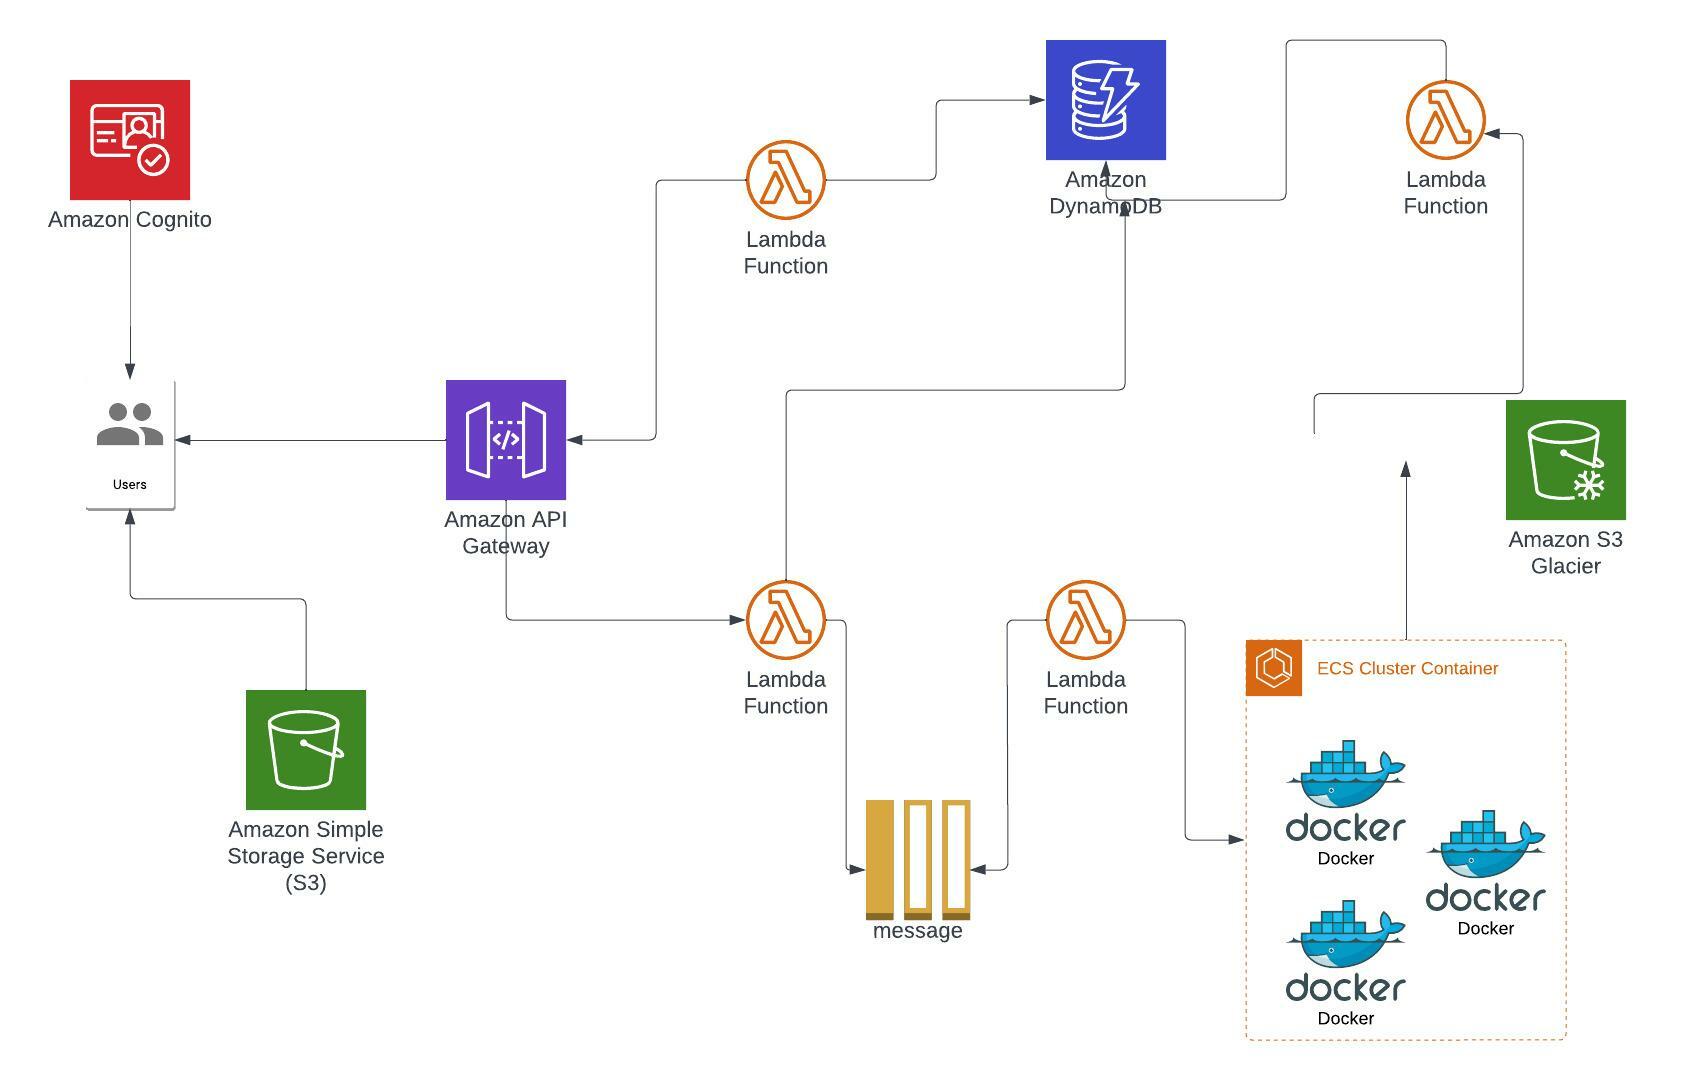 Amazon Cognito
Users
Amazon Simple
Storage Service
(S3)
Amazon API
Gateway
Lambda
Function
Amazon
DynamoDB
Lambda
Function
Lambda
Function
Lambda
Function
message
Amazon S3
Glacier
ECS Cluster Container
docker
Docker
docker
Docker
docker
Docker